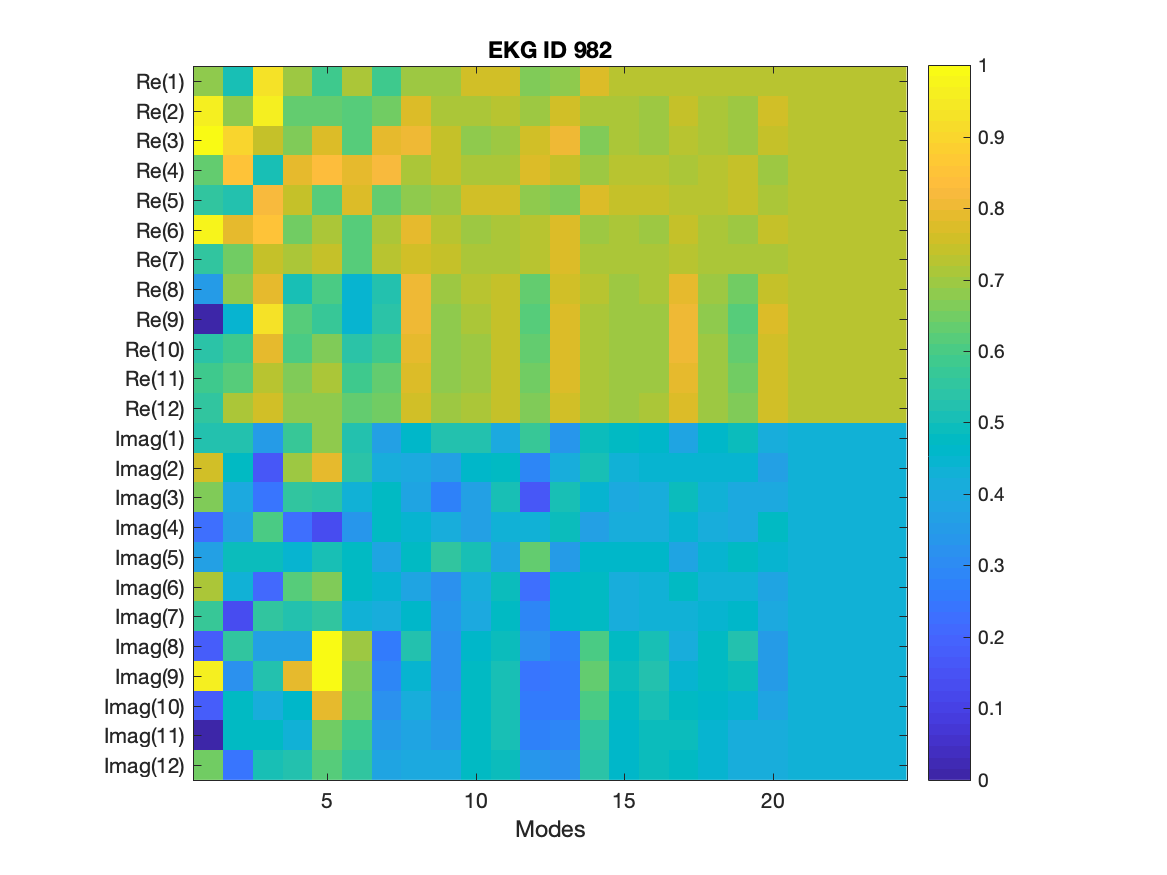 EKG ID 982
Re(1)
Re(2)
Re(3)
Re(4)
Re(5)
Re(6)
Re(7)
Re(8)
Re(9)
Re(10)
Re(11)
Re(12)
Imag(1)
Imag(2)
Imag(3)
Imag(4)
Imag(5)
Imag(6)
Imag(7)
Imag(8)
Imag(9)
Imag(10)
Imag(11)
Imag(12)
5 10 15 20
Modes
1
0.9
0.8
0.7
0.6
0.5
0.4
0.3
0.2
0.1
0